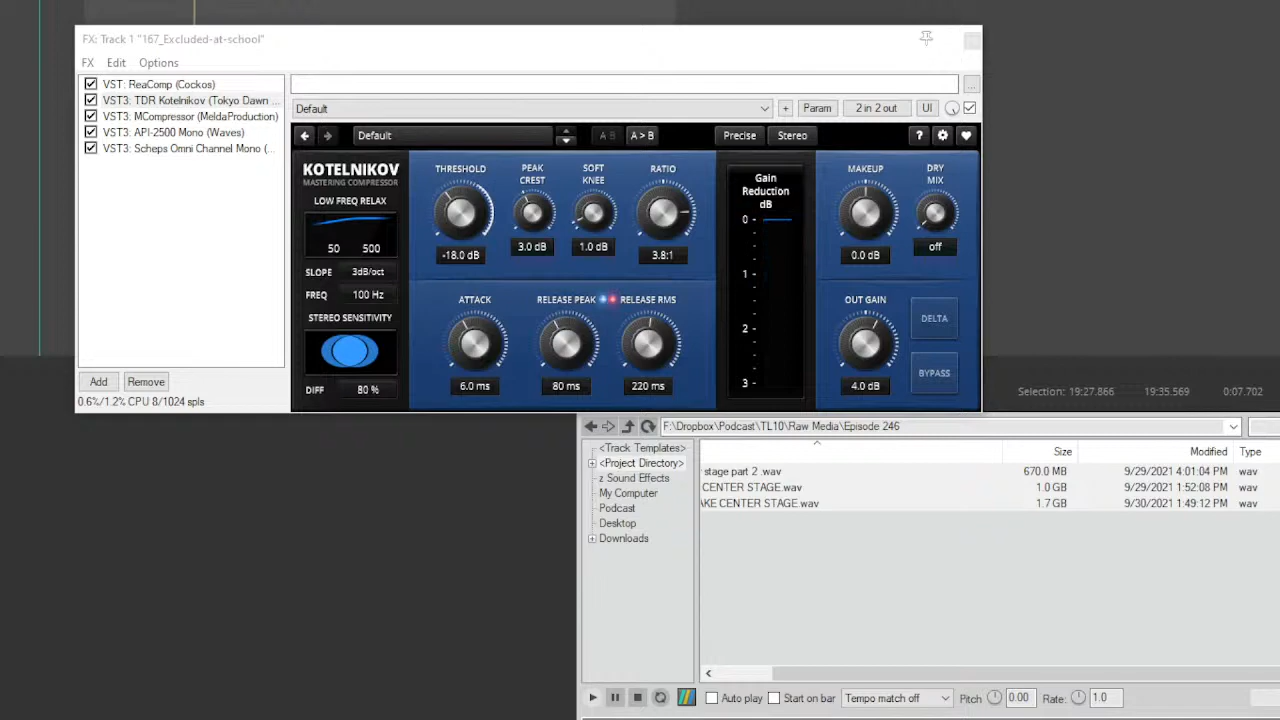 FX: Track 1 "167_Excluded-at-school"
FX Edit Options
VST: ReaComp (Cockos)
VST3: TDR Kotelnikov (Tokyo Dawn ...
VST3: MCompressor (MeldaProduction)
VST3: API-2500 Mono (Waves)
VST3: Scheps Omni Channel Mono (...
Add Remove
0.6%/1.2% CPU 8/1024 spls
...
Default + Param 2 in 2 out UI
Default A B A > B Precise Stereo ?
KOTELNIKOV
MASTERING COMPRESSOR
LOW FREQ RELAX
50 500
SLOPE 3dB/oct
FREQ 100 Hz
STEREO SENSITIVITY
DIFF 80 %
THRESHOLD
-18.0 dB
PEAK
CREST
3.0 dB
SOFT
KNEE
1.0 dB
RATIO
3.8:1
ATTACK
6.0 ms
RELEASE PEAK
80 ms
RELEASE RMS
220 ms
Gain
Reduction
dB
0 -
1 -
2 -
3 -
MAKEUP
0.0 dB
DRY
MIX
off
OUT GAIN
4.0 dB
DELTA
BYPASS
Selection: 19:27.866 19:35.569 0:07.702
F:\Dropbox\Podcast\TL10\Raw Media\Episode 246
<Track Templates>
<Project Directory>
z Sound Effects
My Computer
Podcast
Desktop
Downloads
Size Modified Type
stage part 2 .wav 670.0 MB 9/29/2021 4:01:04 PM wav
CENTER STAGE.wav 1.0 GB 9/29/2021 1:52:08 PM wav
AKE CENTER STAGE.wav 1.7 GB 9/30/2021 1:49:12 PM wav
Auto play Start on bar Tempo match off Pitch 0.00 Rate: 1.0